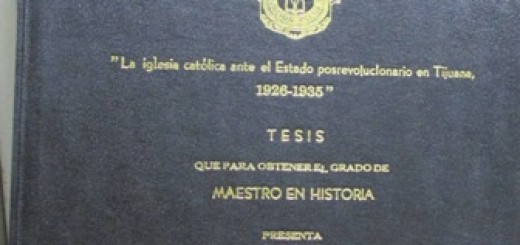 "La iglesia católica ante el Estado posrevolucionario en Tijuana,
1926-1935"
TESIS
QUE PARA OBTENER EL GRADO DE
MAESTRO EN HISTORIA
PRESENTA